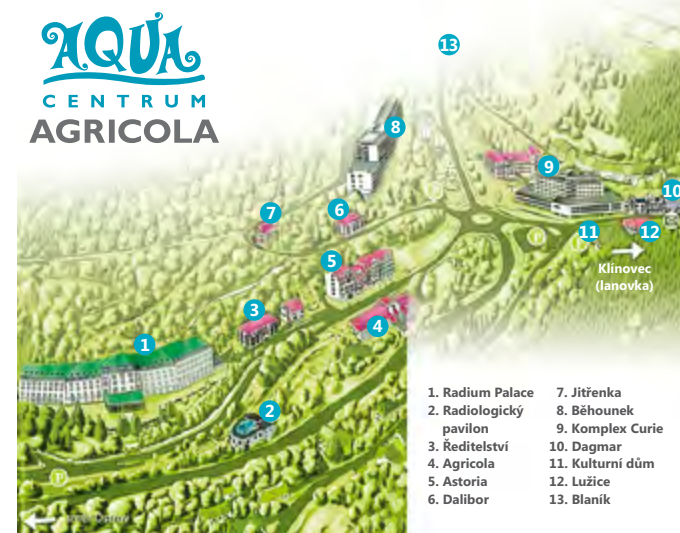 AQUA
CENTRUM
AGRICOLA
13
8
9
10
7
6
11
12
5
Klínovec
(lanovka)
3
4
1
2
1. Radium Palace
2. Radiologický
pavilon
3. Ředitelství
4. Agricola
5. Astoria
6. Dalibor
7. Jitřenka
8. Běhounek
9. Komplex Curie
10. Dagmar
11. Kulturní dům
12. Lužice
13. Blaník
P
P
P